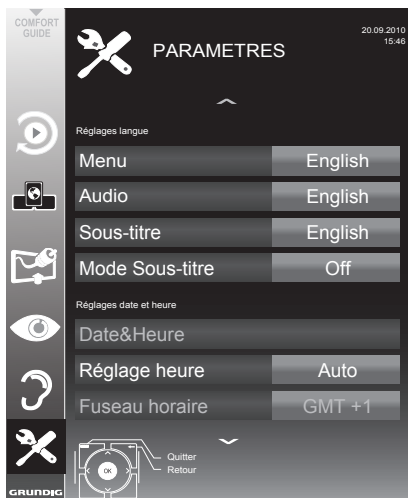 COMFORT
GUIDE
PARAMETRES
20.09.2010
15:46
Réglages langue
Menu English
Audio English
Sous-titre English
Mode Sous-titre Off
Réglages date et heure
Date&Heure
Réglage heure Auto
Fuseau horaire GMT +1
Quitter
Retour
OK
GRUNDIG